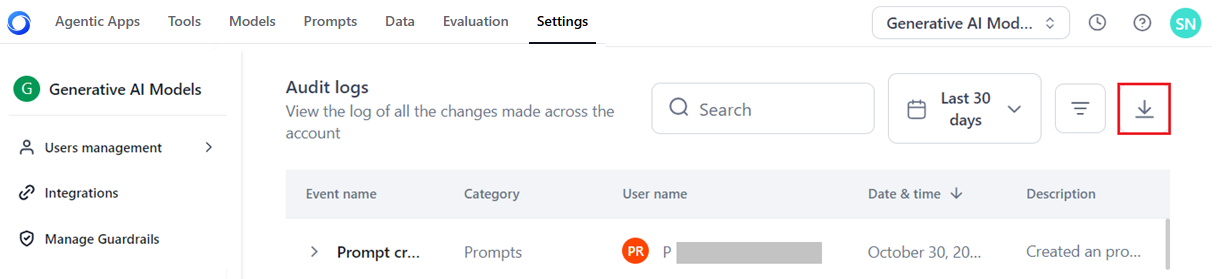 Agentic Apps Tools Models Prompts Data Evaluation Settings Generative AI Mod... SN
G Generative AI Models
Audit logs
View the log of all the changes made across the
account
Search
Last 30
days
Users management
Integrations
Manage Guardrails
Event name Category User name Date & time Description
Prompt cr... Prompts PR P October 30, 20... Created an pro...